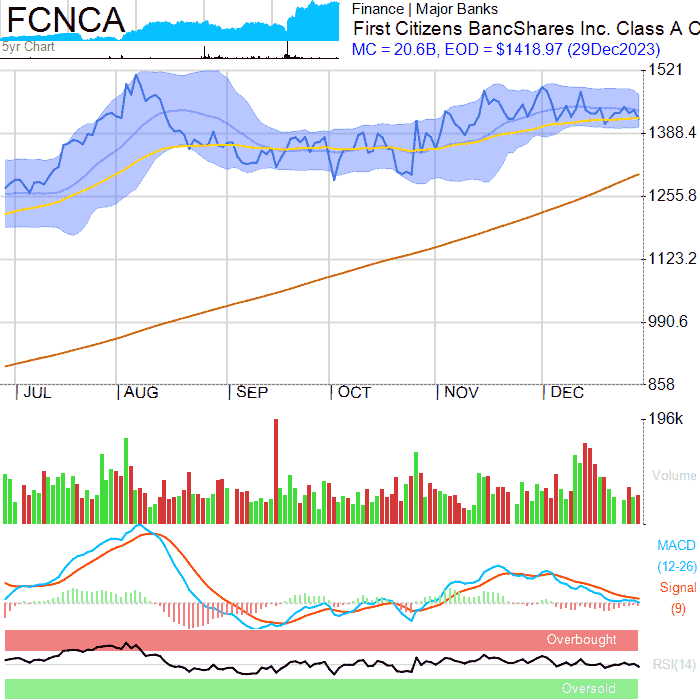 FCNCA
5yr Chart
Finance | Major Banks
First Citizens BancShares Inc. Class A C
MC = 20.6B, EOD = $1418.97 (29Dec2023)
1521
1388.4
1255.8
1123.2
990.6
858
JUL AUG SEP OCT NOV DEC
196k
Volume
MACD
(12-26)
Signal
(9)
Overbought
RSI(14)
Oversold